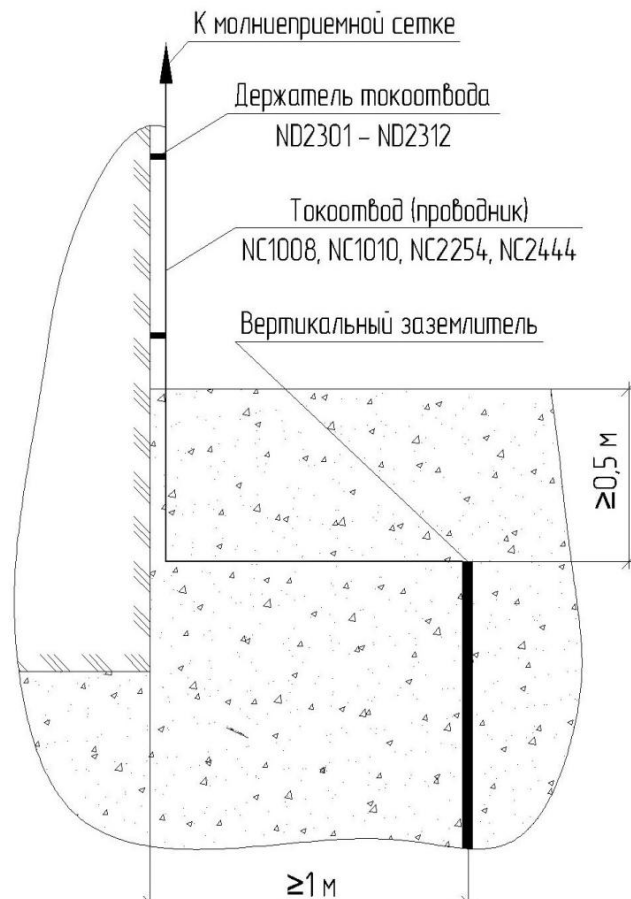 К молниеприемной сетке
Держатель токоотвода
ND2301 – ND2312
Токоотвод (проводник)
NC1008, NC1010, NC2254, NC2444
Вертикальный заземлитель
≥0,5 м
≥1 м